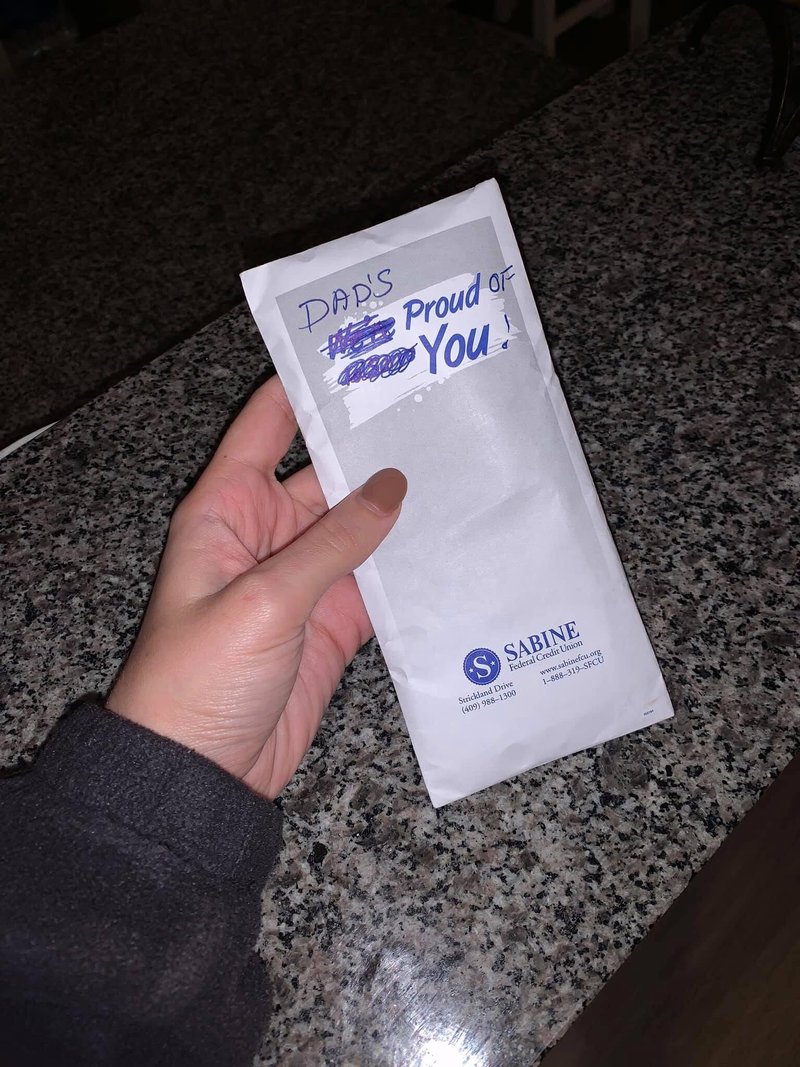 DAD'S
Proud OF
You!
S
SABINE
Federal Credit Union
Strickland Drive
(409) 988-1300
www.sabinefcu.org
1-888-319-SFCU